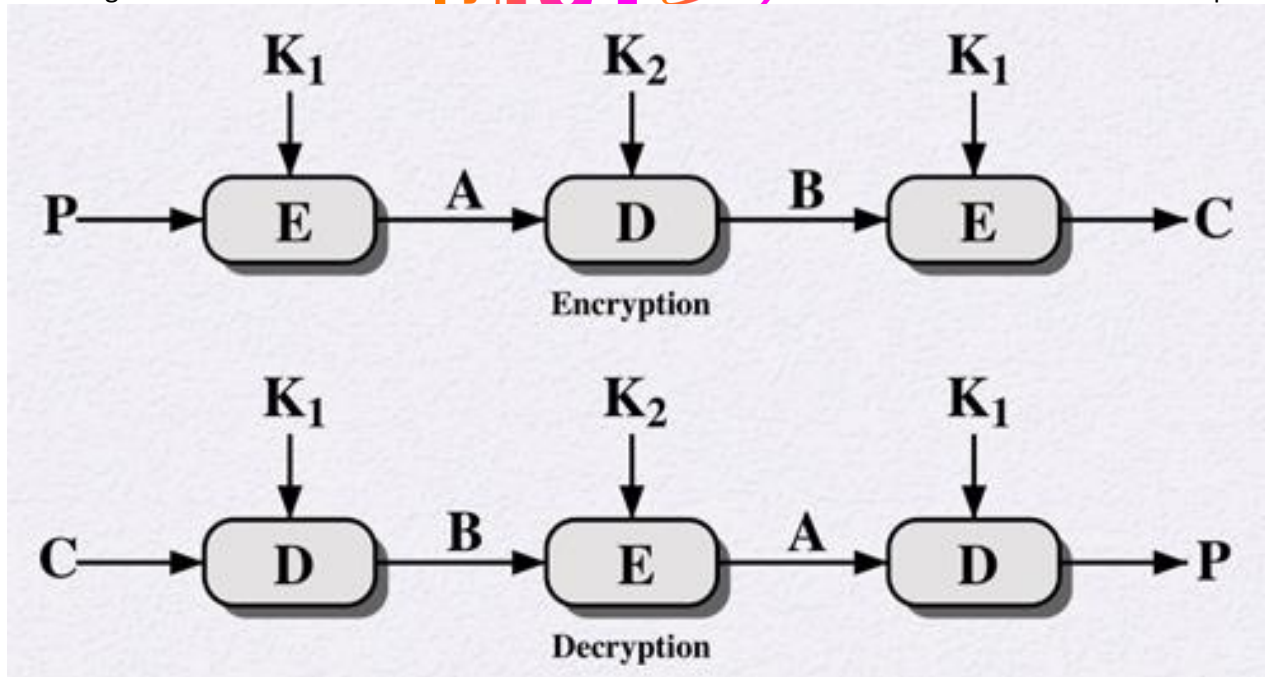 K₁ K₂ K₁
P E A D B E C
Encryption
K₁ K₂ K₁
C D B E A D P
Decryption